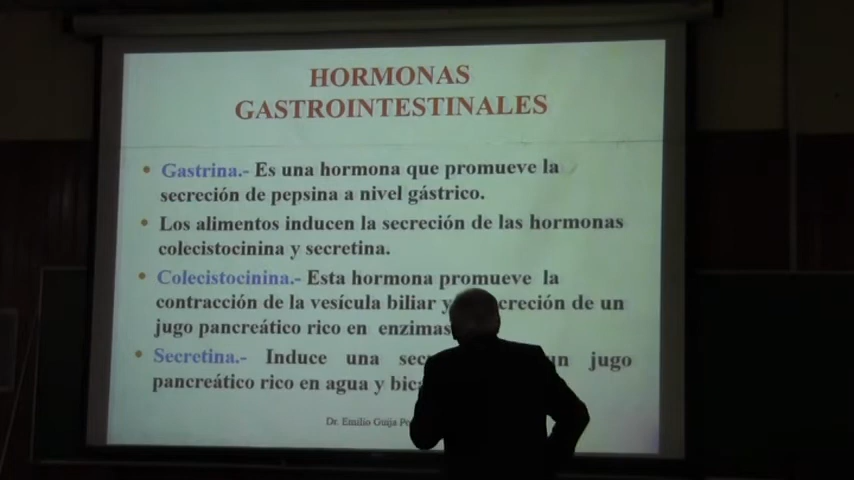 HORMONAS
GASTROINTESTINALES
• Gastrina.- Es una hormona que promueve la
secreción de pepsina a nivel gástrico.
• Los alimentos inducen la secreción de las hormonas
colecistocinina y secretina.
• Colecistocinina.- Esta hormona promueve la
contracción de la vesícula biliar y creción de un
jugo pancreático rico en enzimas
• Secretina.- Induce una sec un jugo
pancreático rico en agua y bic
Dr. Emilio Guija